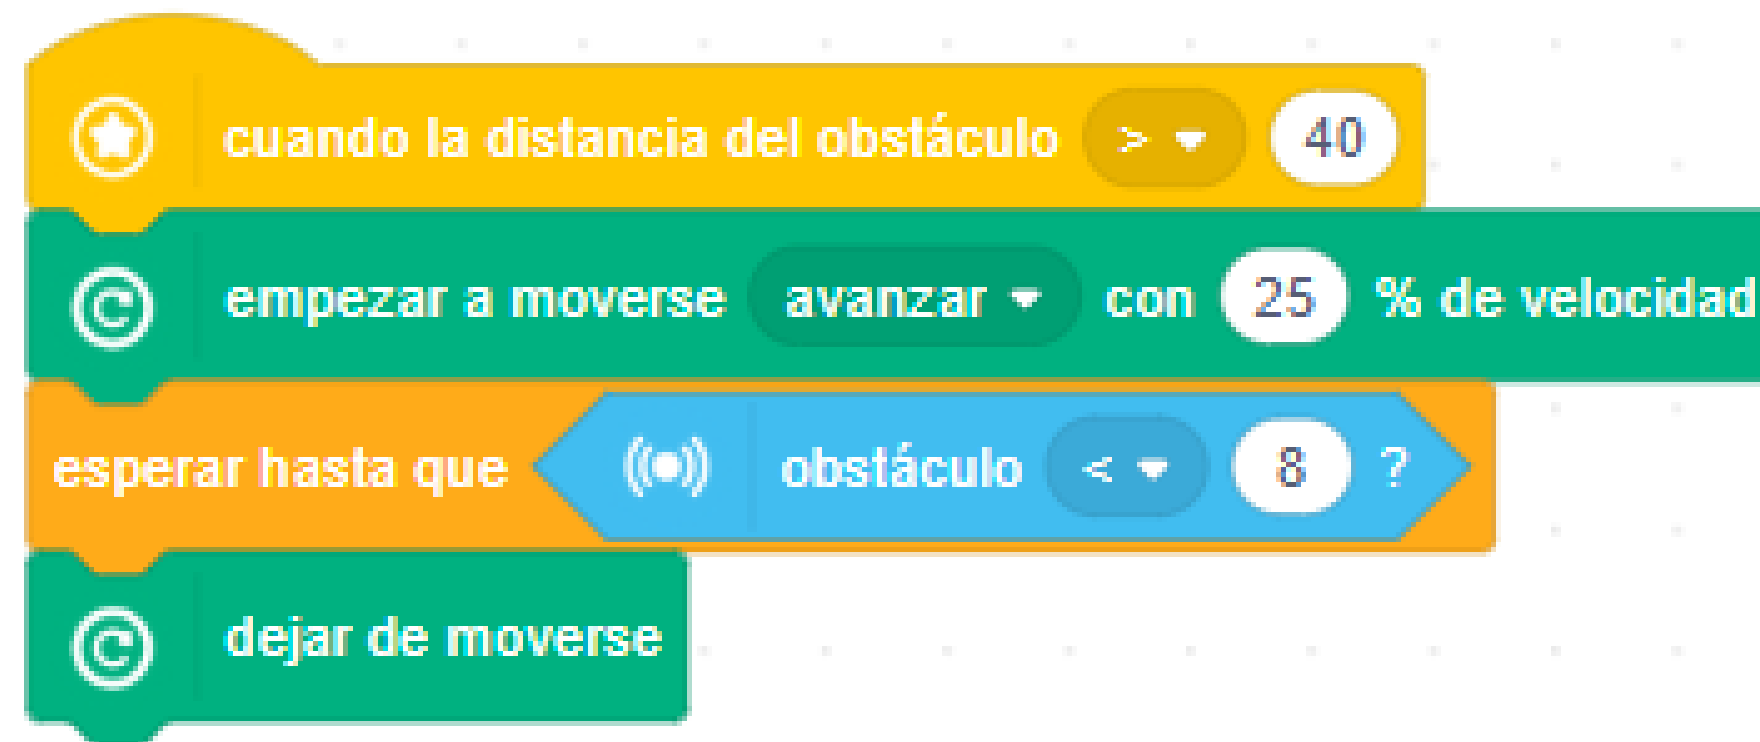 cuando la distancia del obstáculo > 40
empezar a moverse avanzar con 25 % de velocidad
esperar hasta que obstáculo < 8 ?
dejar de moverse